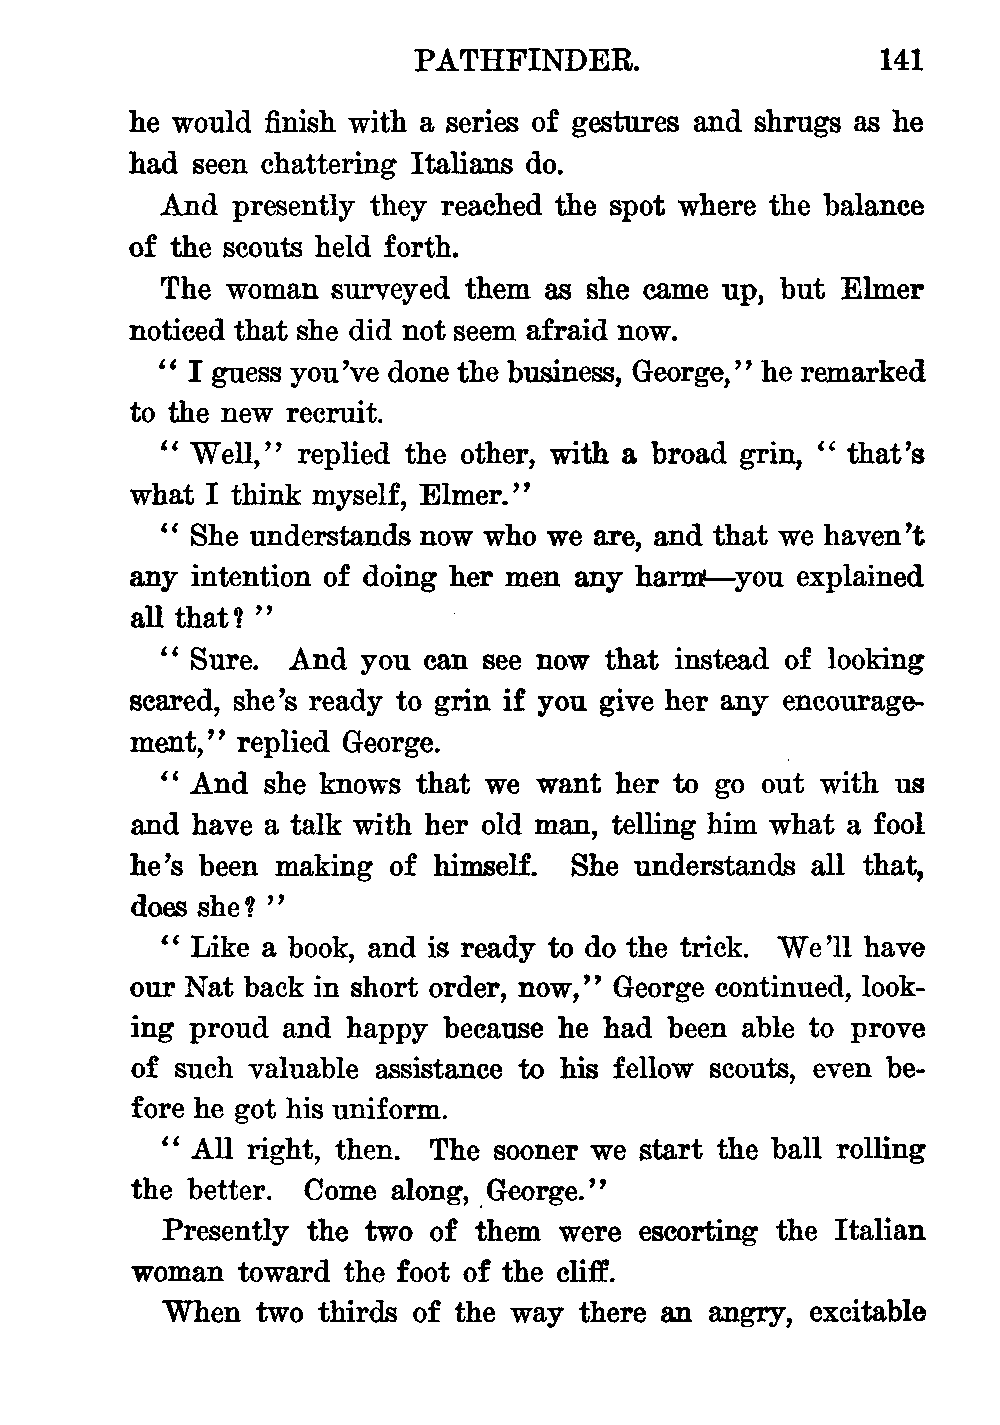 PATHFINDER. 141
he would finish with a series of gestures and shrugs as he
had seen chattering Italians do.
And presently they reached the spot where the balance
of the scouts held forth.
The woman surveyed them as she came up, but Elmer
noticed that she did not seem afraid now.
“ I guess you’ve done the business, George,” he remarked
to the new recruit.
“ Well,” replied the other, with a broad grin, “ that’s
what I think myself, Elmer.”
“ She understands now who we are, and that we haven’t
any intention of doing her men any harm—you explained
all that? ”
“ Sure. And you can see now that instead of looking
scared, she’s ready to grin if you give her any encourage-
ment,” replied George.
“ And she knows that we want her to go out with us
and have a talk with her old man, telling him what a fool
he’s been making of himself. She understands all that,
does she? ”
“ Like a book, and is ready to do the trick. We’ll have
our Nat back in short order, now,” George continued, look-
ing proud and happy because he had been able to prove
of such valuable assistance to his fellow scouts, even be-
fore he got his uniform.
“ All right, then. The sooner we start the ball rolling
the better. Come along, George.”
Presently the two of them were escorting the Italian
woman toward the foot of the cliff.
When two thirds of the way there an angry, excitable